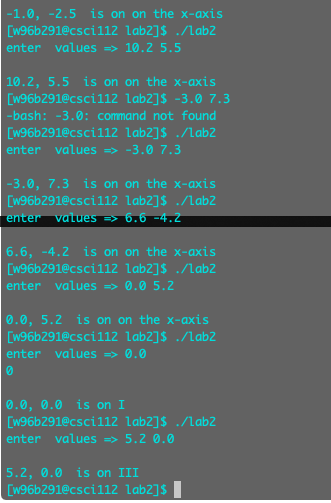 -1.0, -2.5  is on on the x-axis
[w96b291@csci112 lab2]$ ./lab2
enter  values => 10.2 5.5
10.2, 5.5  is on on the x-axis
[w96b291@csci112 lab2]$ -3.0 7.3
-bash: -3.0: command not found
[w96b291@csci112 lab2]$ ./lab2
enter  values => -3.0 7.3
-3.0, 7.3  is on on the x-axis
[w96b291@csci112 lab2]$ ./lab2
enter  values => 6.6 -4.2
6.6, -4.2  is on on the x-axis
[w96b291@csci112 lab2]$ ./lab2
enter  values => 0.0 5.2
0.0, 5.2  is on on the x-axis
[w96b291@csci112 lab2]$ ./lab2
enter  values => 0.0
0
0.0, 0.0  is on I
[w96b291@csci112 lab2]$ ./lab2
enter  values => 5.2 0.0
5.2, 0.0  is on III
[w96b291@csci112 lab2]$